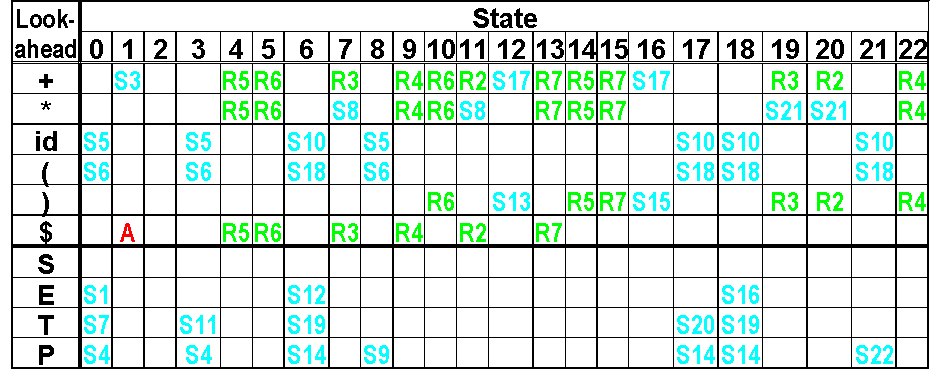 Look- State
ahead 0 1 2 3 4 5 6 7 8 9 10 11 12 13 14 15 16 17 18 19 20 21 22
+ S3 R5 R6 R3 R4 R6 R2 S17 R7 R5 R7 S17 R3 R2 R4
* R5 R6 S8 R4 R6 S8 R7 R5 R7 S21 S21 R4
id S5 S5 S10 S5 S10 S10 S10
( S6 S6 S18 S6 S18 S18 S18
) R6 S13 R5 R7 S15 R3 R2 R4
$ A R5 R6 R3 R4 R2 R7
S
E S1 S12 S16
T S7 S11 S19 S20 S19
P S4 S4 S14 S9 S14 S14 S22